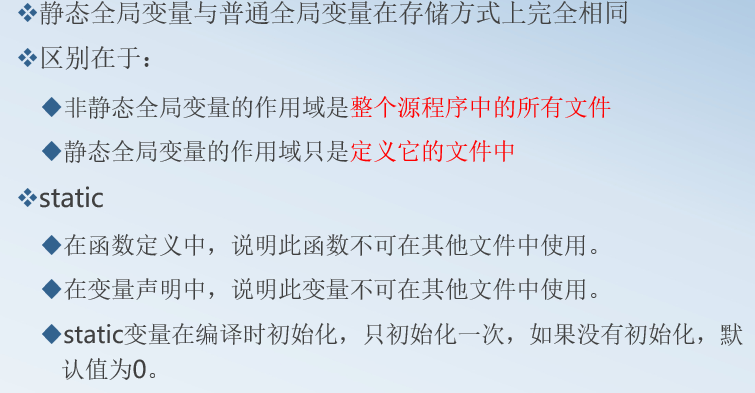 ❖静态全局变量与普通全局变量在存储方式上完全相同
❖区别在于：
◆非静态全局变量的作用域是整个源程序中的所有文件
◆静态全局变量的作用域只是定义它的文件中
❖static
◆在函数定义中，说明此函数不可在其他文件中使用。
◆在变量声明中，说明此变量不可在其他文件中使用。
◆static变量在编译时初始化，只初始化一次，如果没有初始化，默
认值为0。